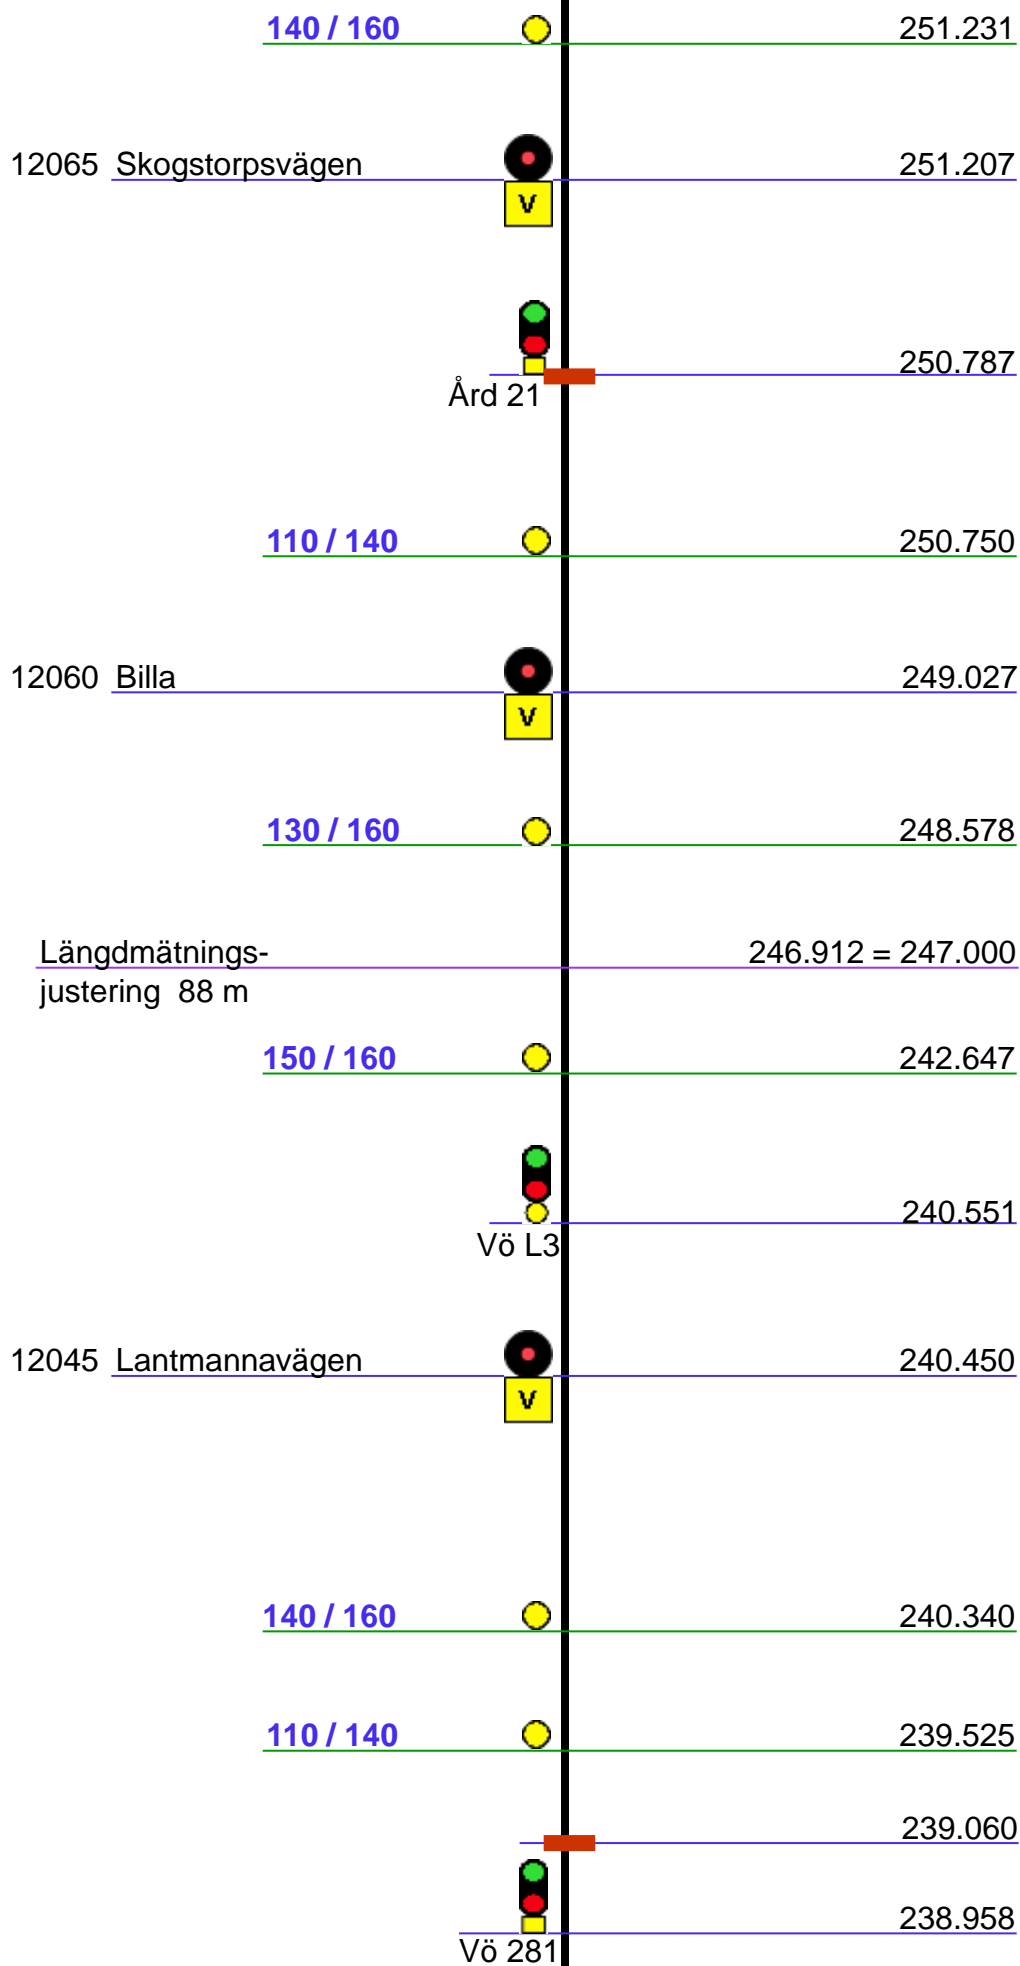 140 / 160 251.231
12065 Skogstorpsvägen 251.207
V
250.787
Ård 21
110 / 140 250.750
12060 Billa 249.027
V
130 / 160 248.578
Längdmätnings- 246.912 = 247.000
justering 88 m
150 / 160 242.647
240.551
Vö L3
12045 Lantmannavägen 240.450
V
140 / 160 240.340
110 / 140 239.525
239.060
238.958
Vö 281